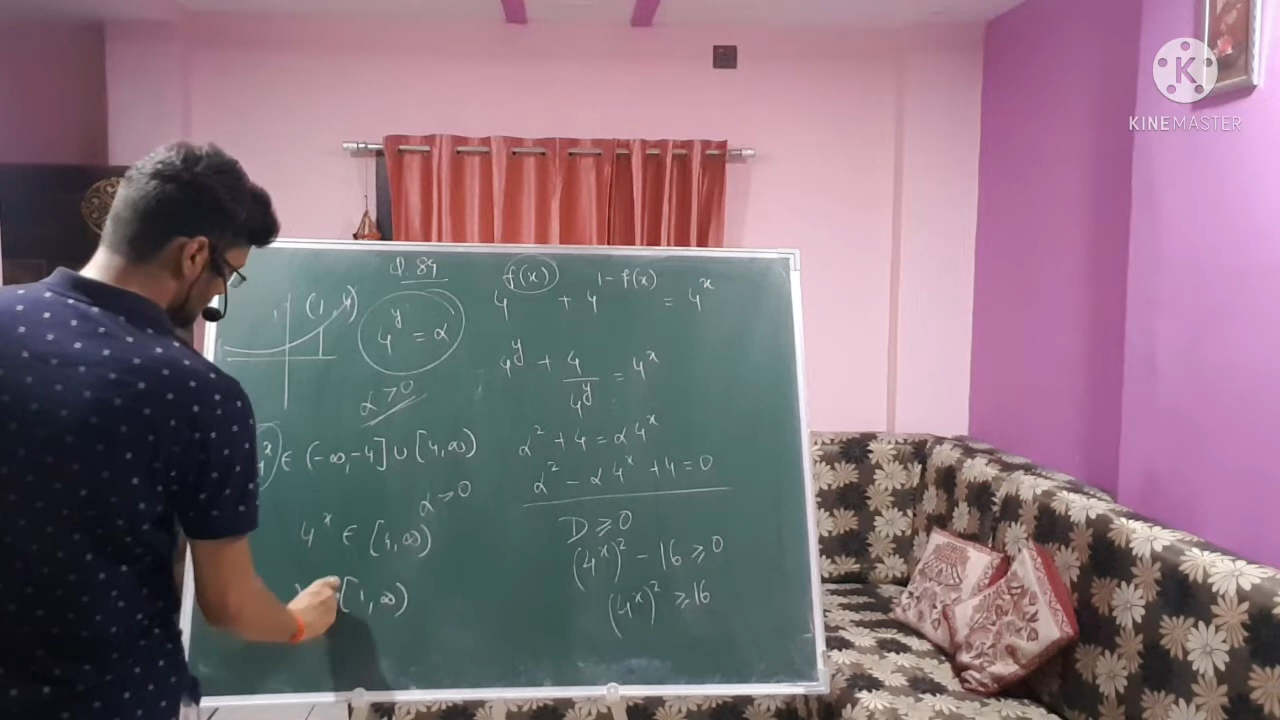 Q. 84
4^{f(x)} + 4^{1-f(x)} = 4^x
(1, 4)
4^y = α
4^y + 4/4^y = 4^x
α > 0
α² + 4 = α 4^x
4^x ∈ (-∞, -4] ∪ [4, ∞)
α² - α 4^x + 4 = 0
α > 0
D ≥ 0
4^x ∈ [4, ∞)
(4^x)² - 16 ≥ 0
[1, ∞)
(4^x)² ≥ 16
K
KINEMASTER